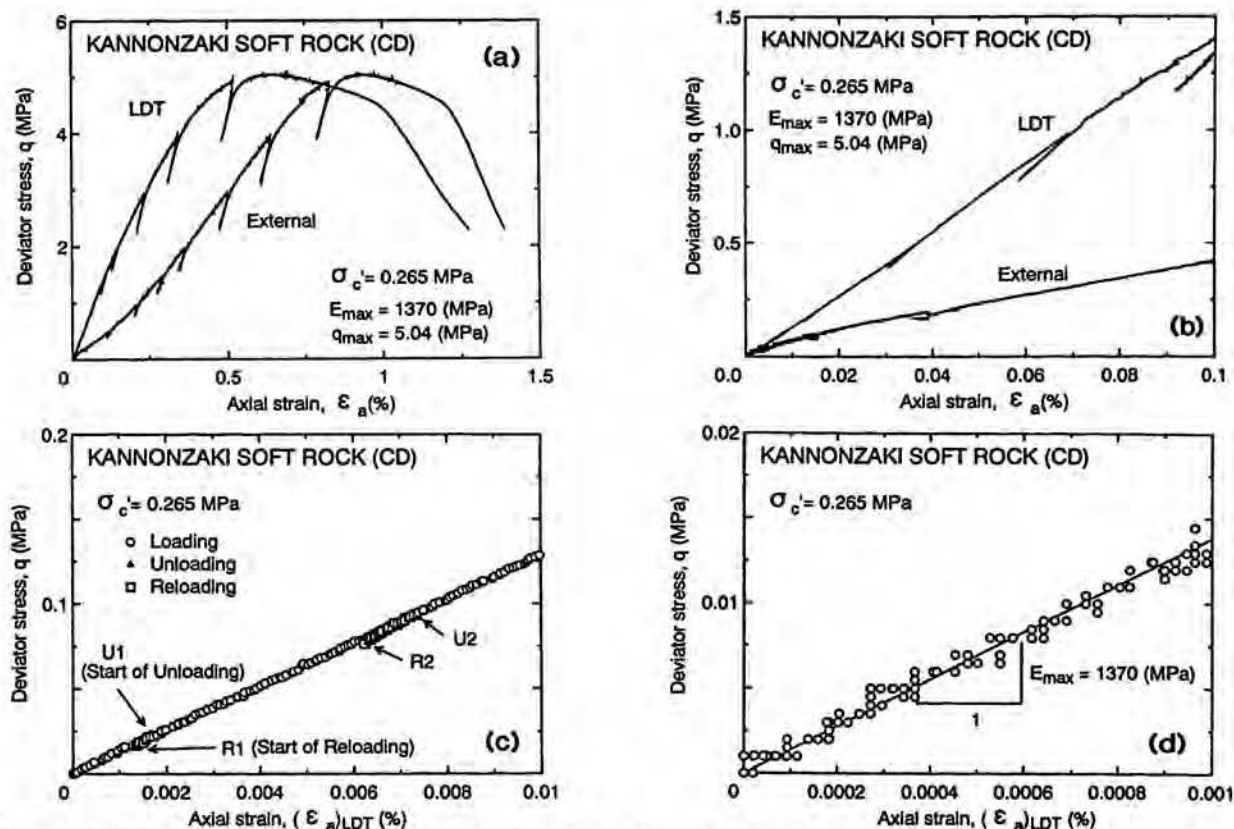 KANNONZAKI SOFT ROCK (CD)
(a)
LDT
External
σc'= 0.265 MPa
Emax = 1370 (MPa)
qmax = 5.04 (MPa)
Deviator stress, q (MPa)
6
4
2
0
0
0.5
1
1.5
Axial strain, εa(%)
KANNONZAKI SOFT ROCK (CD)
σc'= 0.265 MPa
Emax = 1370 (MPa)
qmax = 5.04 (MPa)
LDT
External
(b)
Deviator stress, q (MPa)
1.5
1.0
0.5
0
0
0.02
0.04
0.06
0.08
0.1
Axial strain, εa(%)
KANNONZAKI SOFT ROCK (CD)
σc'= 0.265 MPa
Loading
Unloading
Reloading
U1
(Start of Unloading)
U2
R2
R1 (Start of Reloading)
(c)
Deviator stress, q (MPa)
0.2
0.1
0
0
0.002
0.004
0.006
0.008
0.01
Axial strain, (εa)LDT (%)
KANNONZAKI SOFT ROCK (CD)
σc'= 0.265 MPa
Emax = 1370 (MPa)
1
(d)
Deviator stress, q (MPa)
0.02
0.01
0
0
0.0002
0.0004
0.0006
0.0008
0.001
Axial strain, (εa)LDT (%)